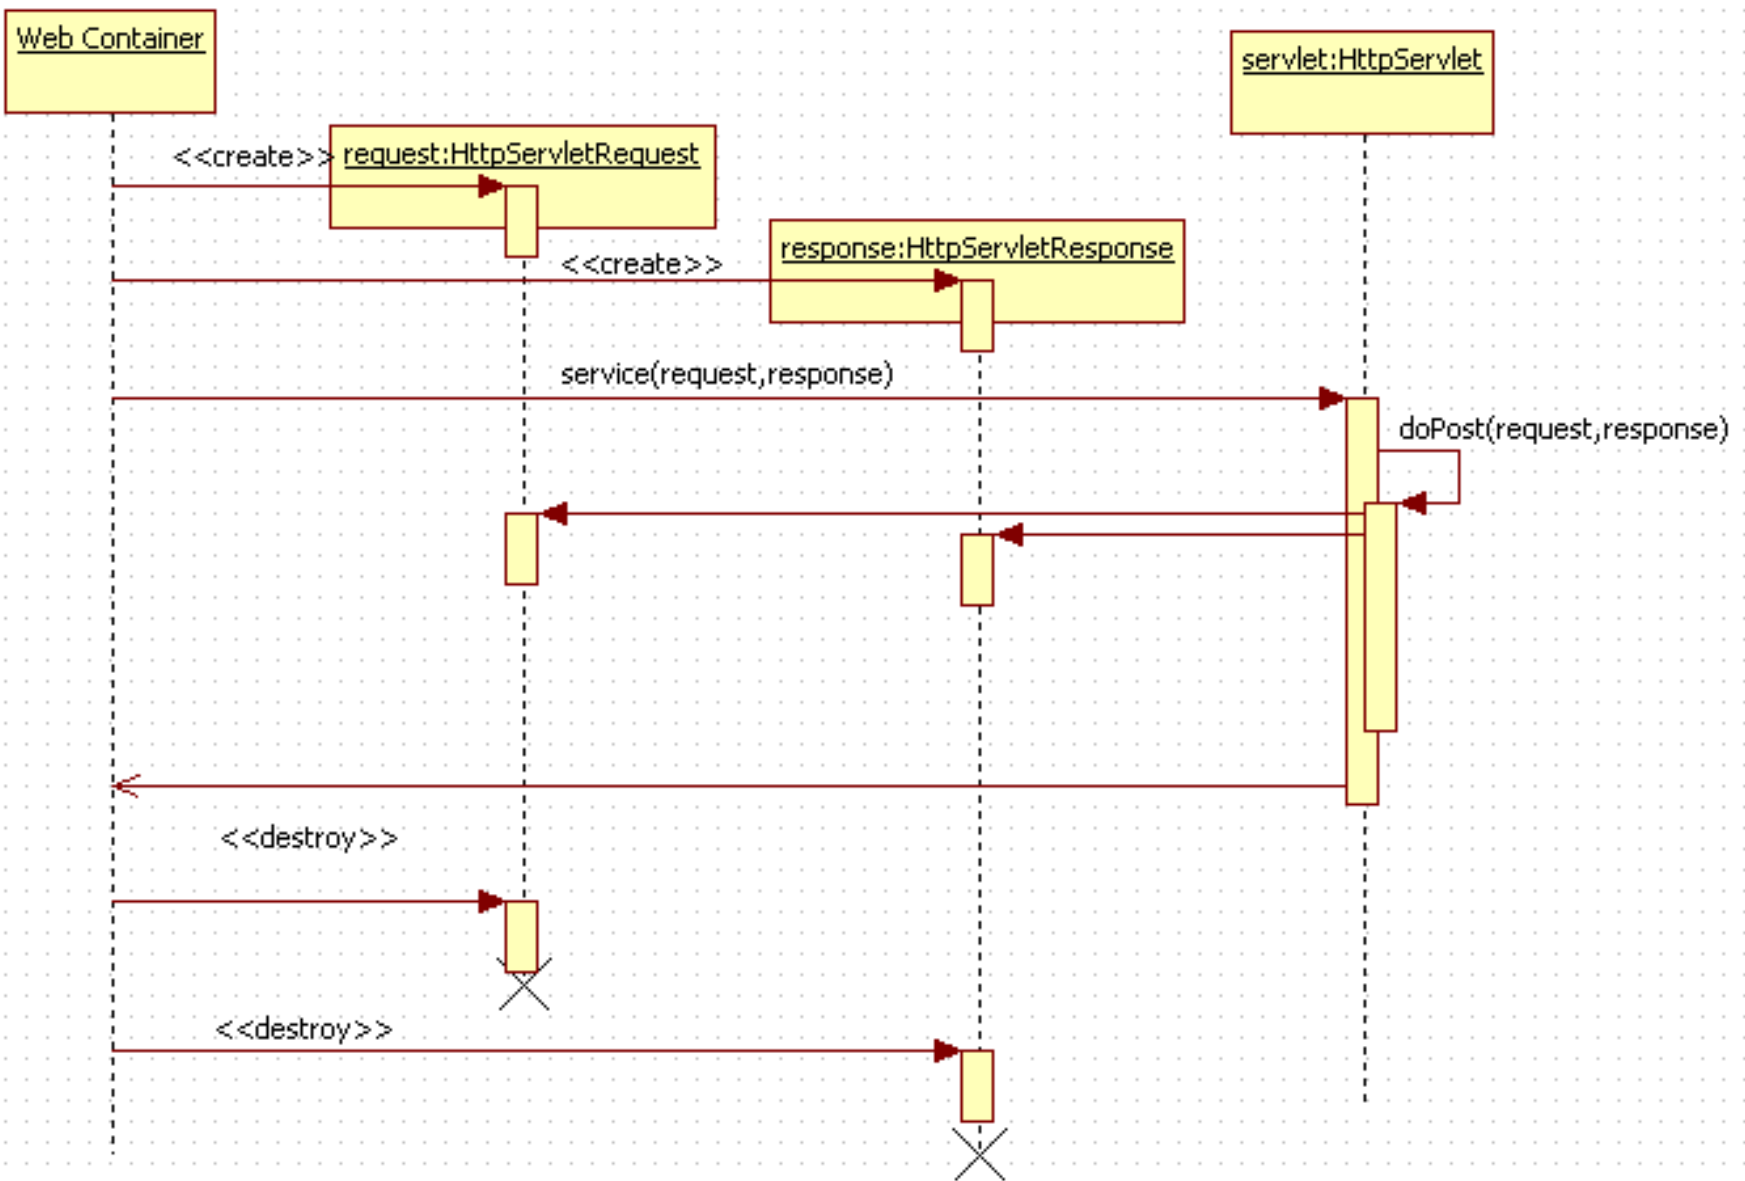 Web Container
servlet:HttpServlet
<<create>>
request:HttpServletRequest
response:HttpServletResponse
<<create>>
service(request,response)
doPost(request,response)
<<destroy>>
<<destroy>>